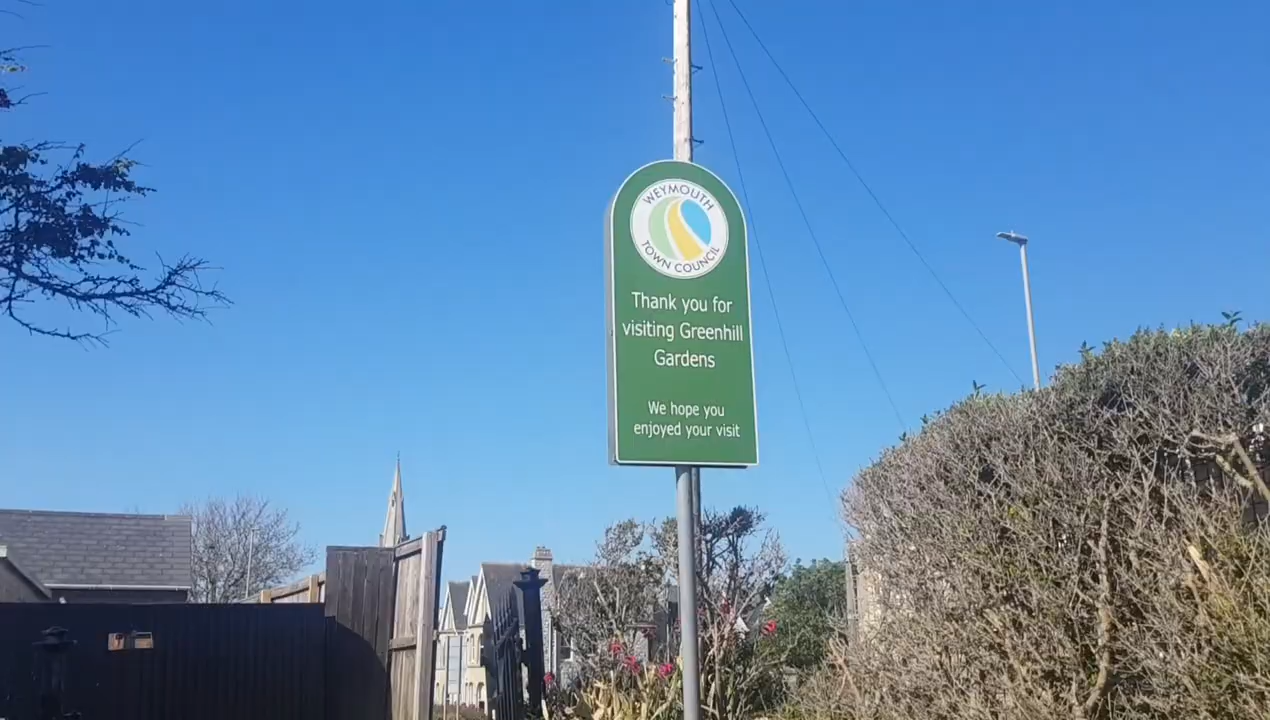 WEYMOUTH
TOWN COUNCIL
Thank you for
visiting Greenhill
Gardens
We hope you
enjoyed your visit